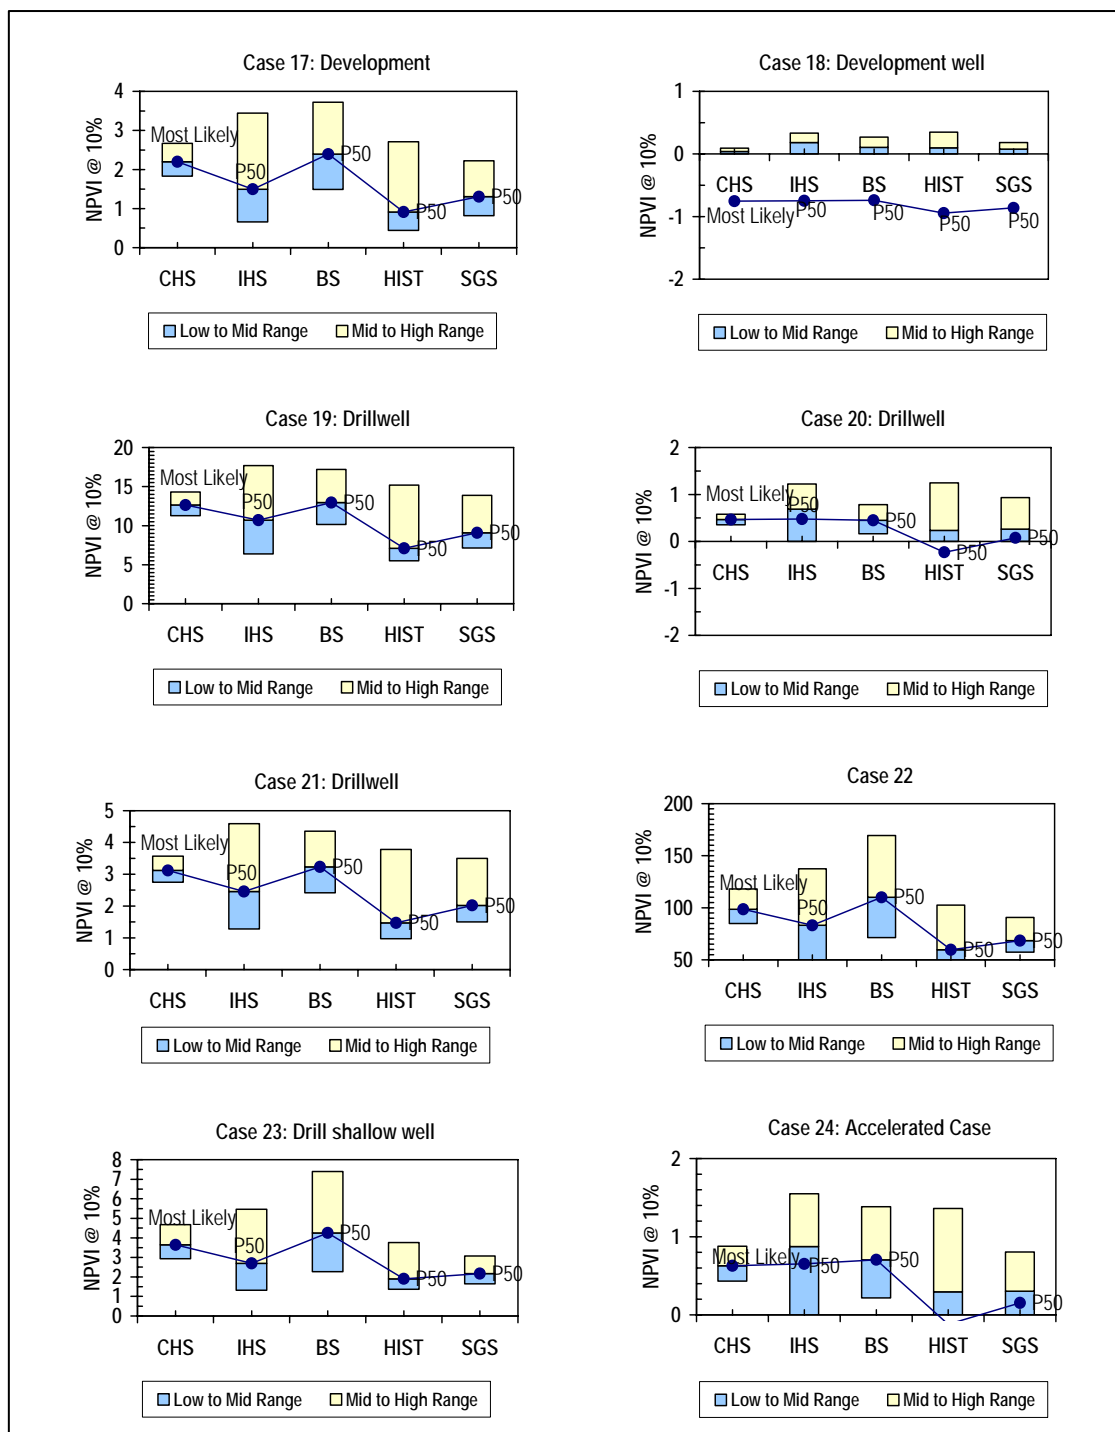 Case 17: Development
NPVI @ 10%
4
3
2
1
0
Most Likely
P50
P50
P50
P50
CHS IHS BS HIST SGS
Low to Mid Range Mid to High Range
Case 18: Development well
NPVI @ 10%
1
0
-1
-2
CHS IHS BS HIST SGS
Most Likely
P50
P50
P50
P50
Low to Mid Range Mid to High Range
Case 19: Drillwell
NPVI @ 10%
20
15
10
5
0
Most Likely
P50
P50
P50
P50
CHS IHS BS HIST SGS
Low to Mid Range Mid to High Range
Case 20: Drillwell
NPVI @ 10%
2
1
0
-1
-2
Most Likely
P50
P50
P50
P50
CHS IHS BS HIST SGS
Low to Mid Range Mid to High Range
Case 21: Drillwell
NPVI @ 10%
5
4
3
2
1
0
Most Likely
P50
P50
P50
P50
CHS IHS BS HIST SGS
Low to Mid Range Mid to High Range
Case 22
NPVI @ 10%
200
150
100
50
Most Likely
P50
P50
P50
P50
CHS IHS BS HIST SGS
Low to Mid Range Mid to High Range
Case 23: Drill shallow well
NPVI @ 10%
8
7
6
5
4
3
2
1
0
Most Likely
P50
P50
P50
P50
CHS IHS BS HIST SGS
Low to Mid Range Mid to High Range
Case 24: Accelerated Case
NPVI @ 10%
2
1
0
Most Likely
P50
P50
P50
CHS IHS BS HIST SGS
Low to Mid Range Mid to High Range